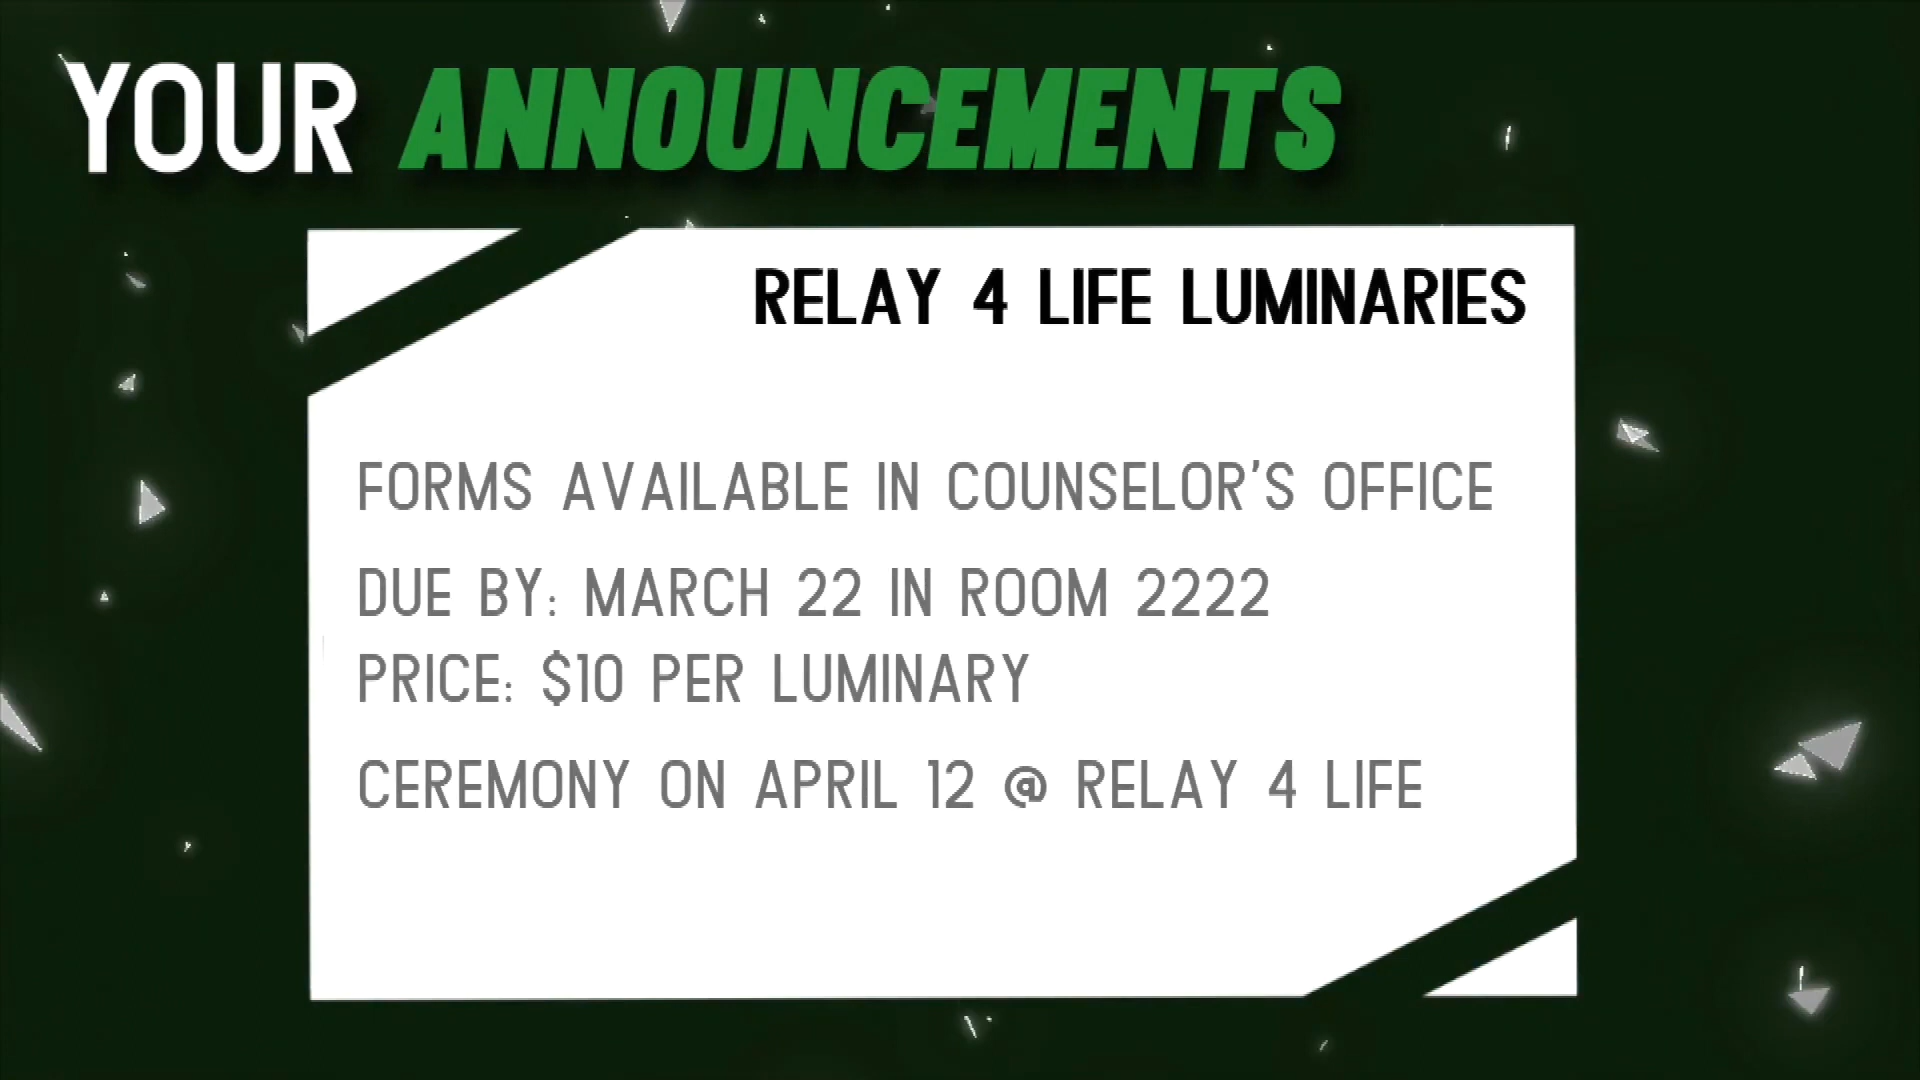 YOUR ANNOUNCEMENTS
RELAY 4 LIFE LUMINARIES
FORMS AVAILABLE IN COUNSELOR'S OFFICE
DUE BY: MARCH 22 IN ROOM 2222
PRICE: $10 PER LUMINARY
CEREMONY ON APRIL 12 @ RELAY 4 LIFE